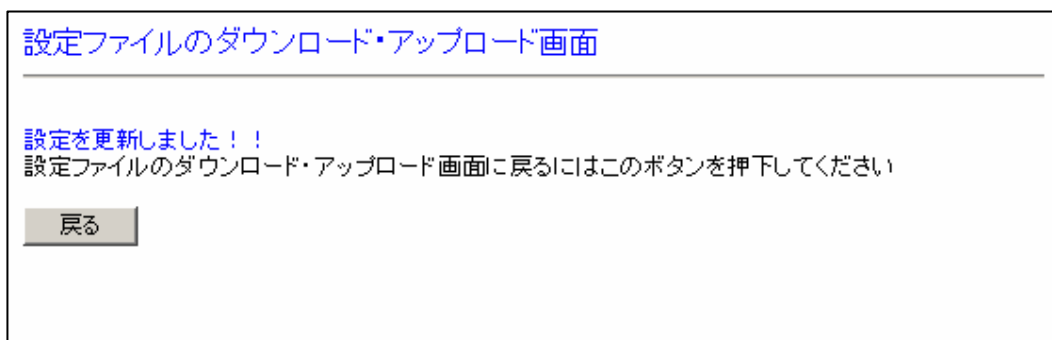 設定ファイルのダウンロード・アップロード画面
設定を更新しました！！
設定ファイルのダウンロード・アップロード画面に戻るにはこのボタンを押下してください
戻る